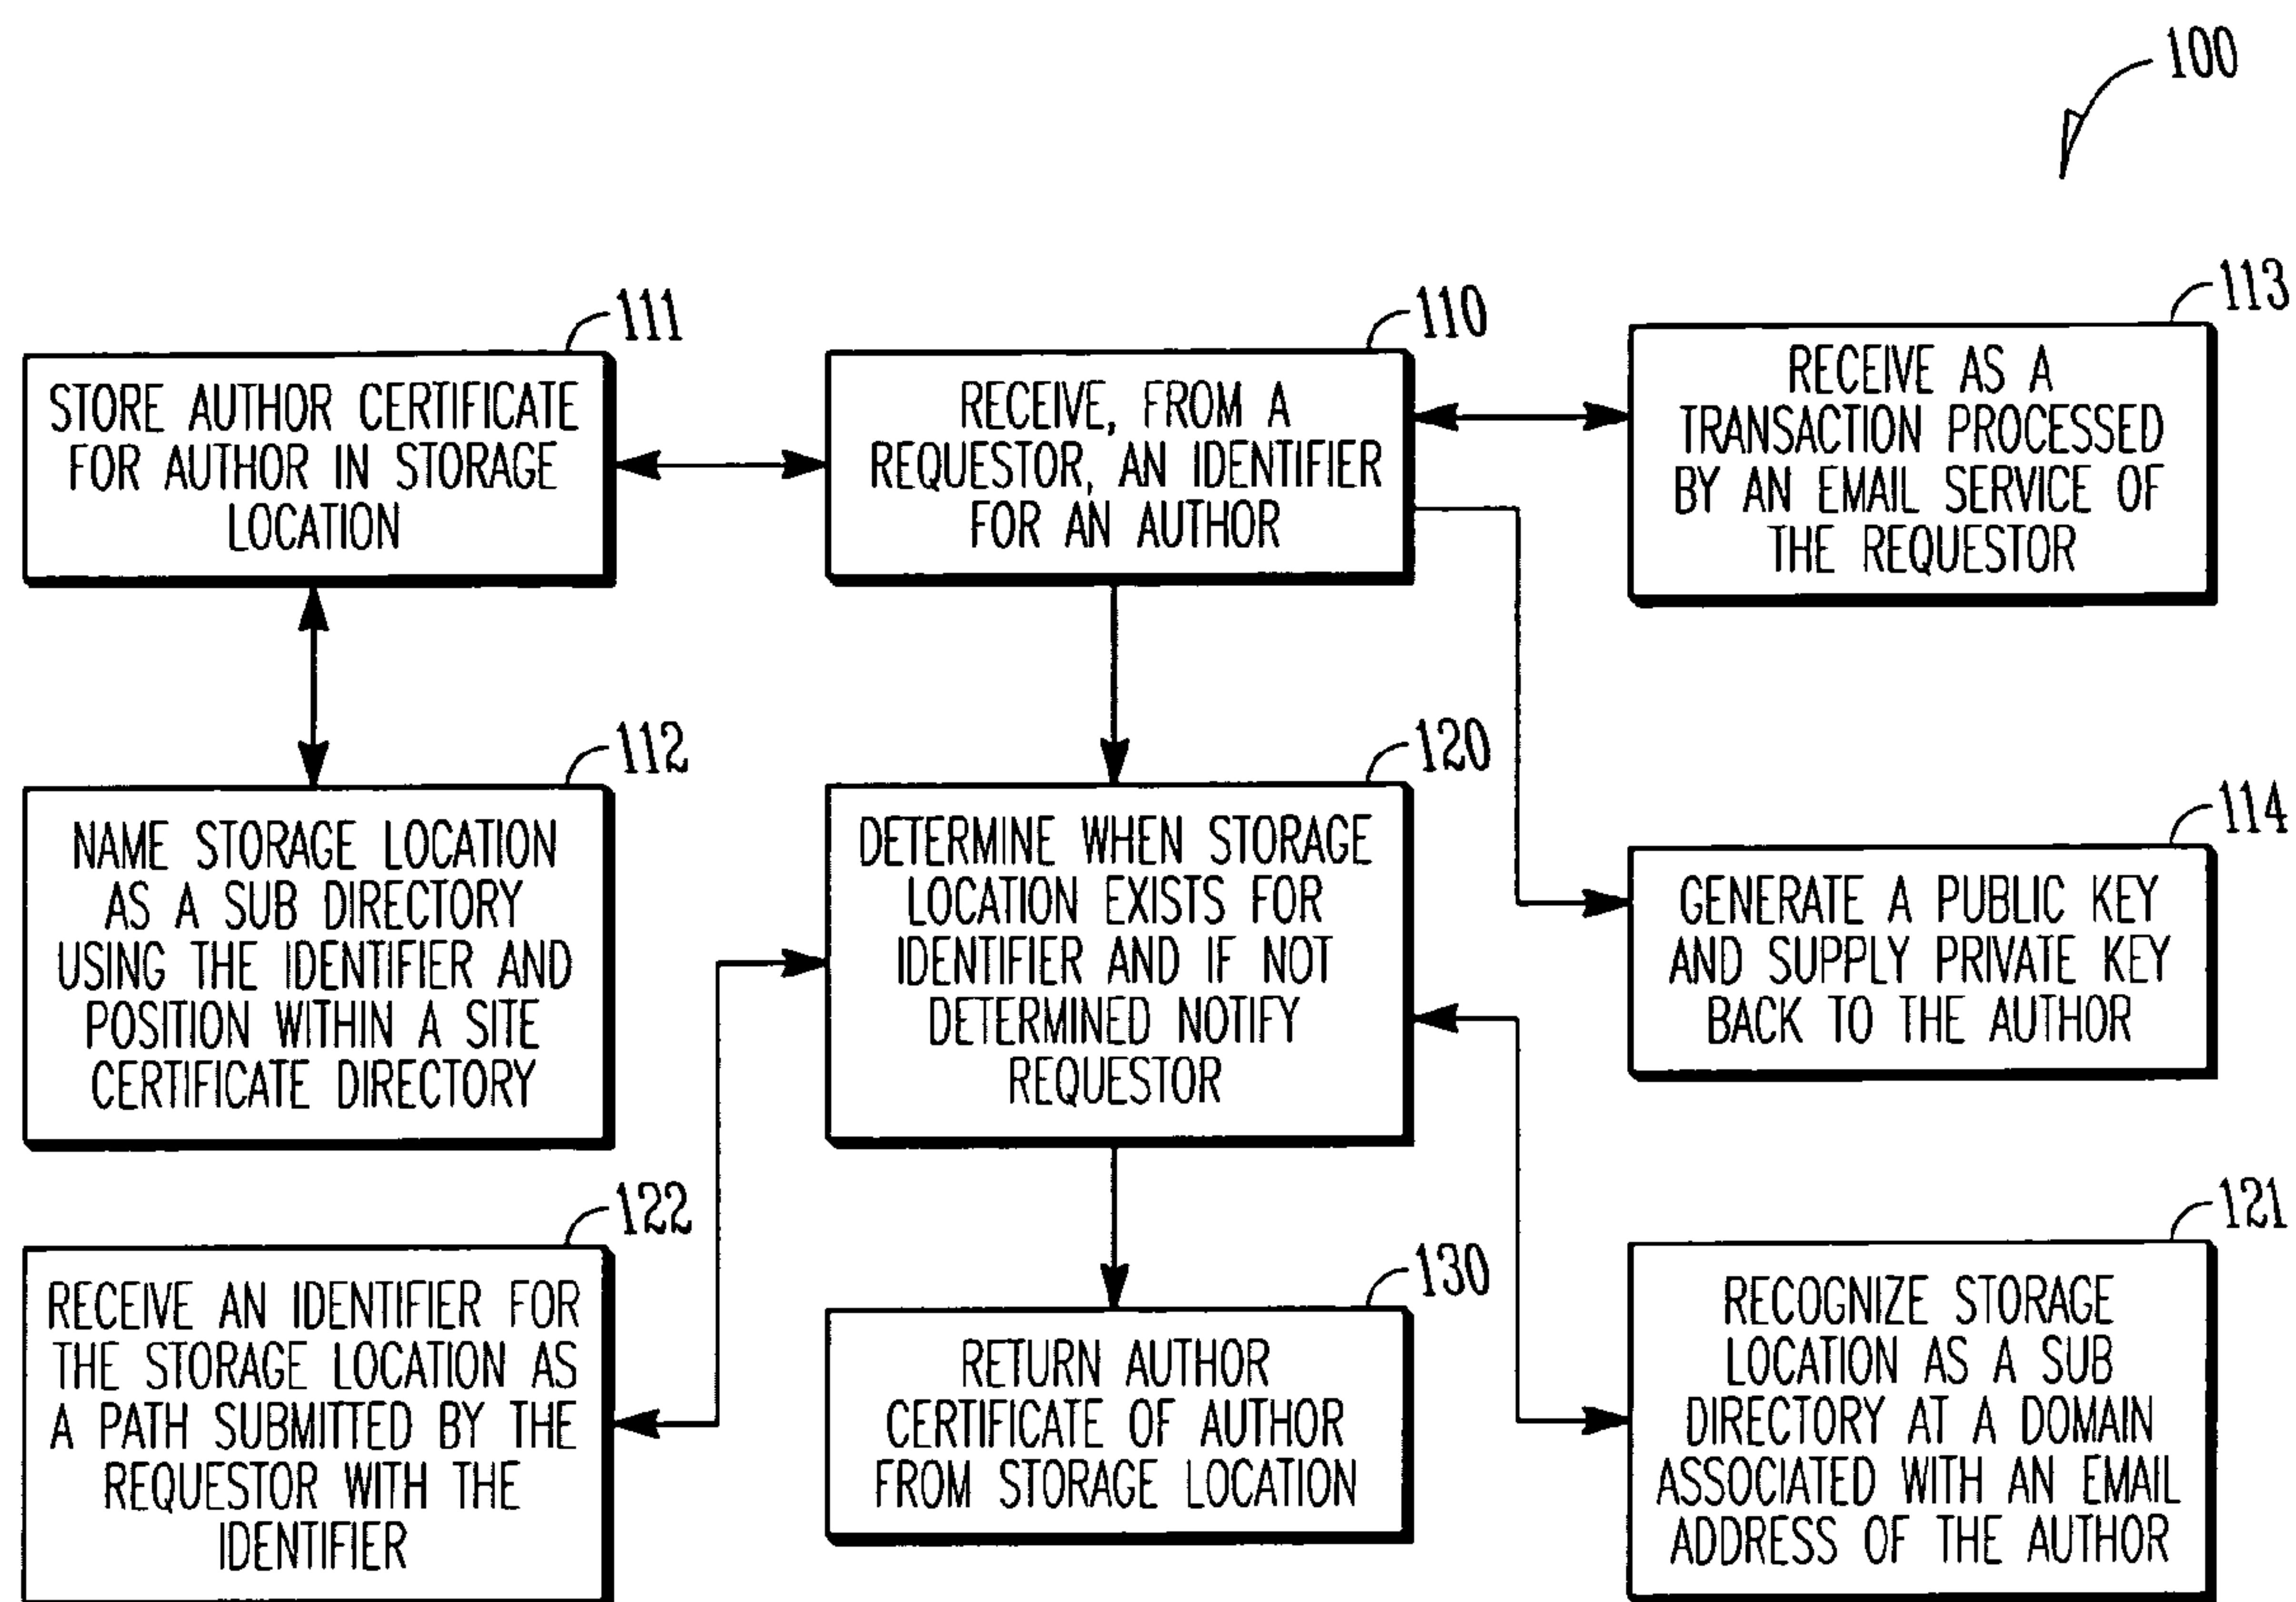 100
111
STORE AUTHOR CERTIFICATE
FOR AUTHOR IN STORAGE
LOCATION
110
RECEIVE, FROM A
REQUESTOR, AN IDENTIFIER
FOR AN AUTHOR
113
RECEIVE AS A
TRANSACTION PROCESSED
BY AN EMAIL SERVICE OF
THE REQUESTOR
112
NAME STORAGE LOCATION
AS A SUB DIRECTORY
USING THE IDENTIFIER AND
POSITION WITHIN A SITE
CERTIFICATE DIRECTORY
120
DETERMINE WHEN STORAGE
LOCATION EXISTS FOR
IDENTIFIER AND IF NOT
DETERMINED NOTIFY
REQUESTOR
114
GENERATE A PUBLIC KEY
AND SUPPLY PRIVATE KEY
BACK TO THE AUTHOR
122
RECEIVE AN IDENTIFIER FOR
THE STORAGE LOCATION AS
A PATH SUBMITTED BY THE
REQUESTOR WITH THE
IDENTIFIER
130
RETURN AUTHOR
CERTIFICATE OF AUTHOR
FROM STORAGE LOCATION
121
RECOGNIZE STORAGE
LOCATION AS A SUB
DIRECTORY AT A DOMAIN
ASSOCIATED WITH AN EMAIL
ADDRESS OF THE AUTHOR